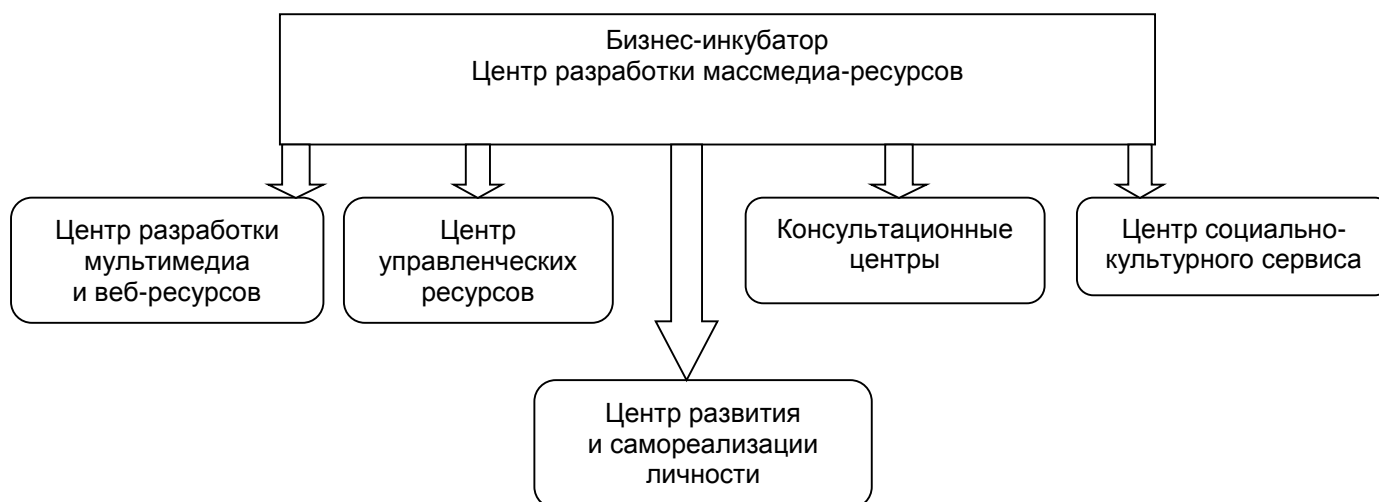 Бизнес-инкубатор
Центр разработки массмедиа-ресурсов
Центр разработки
мультимедиа
и веб-ресурсов
Центр
управленческих
ресурсов
Консультационные
центры
Центр социально-
культурного сервиса
Центр развития
и самореализации
личности